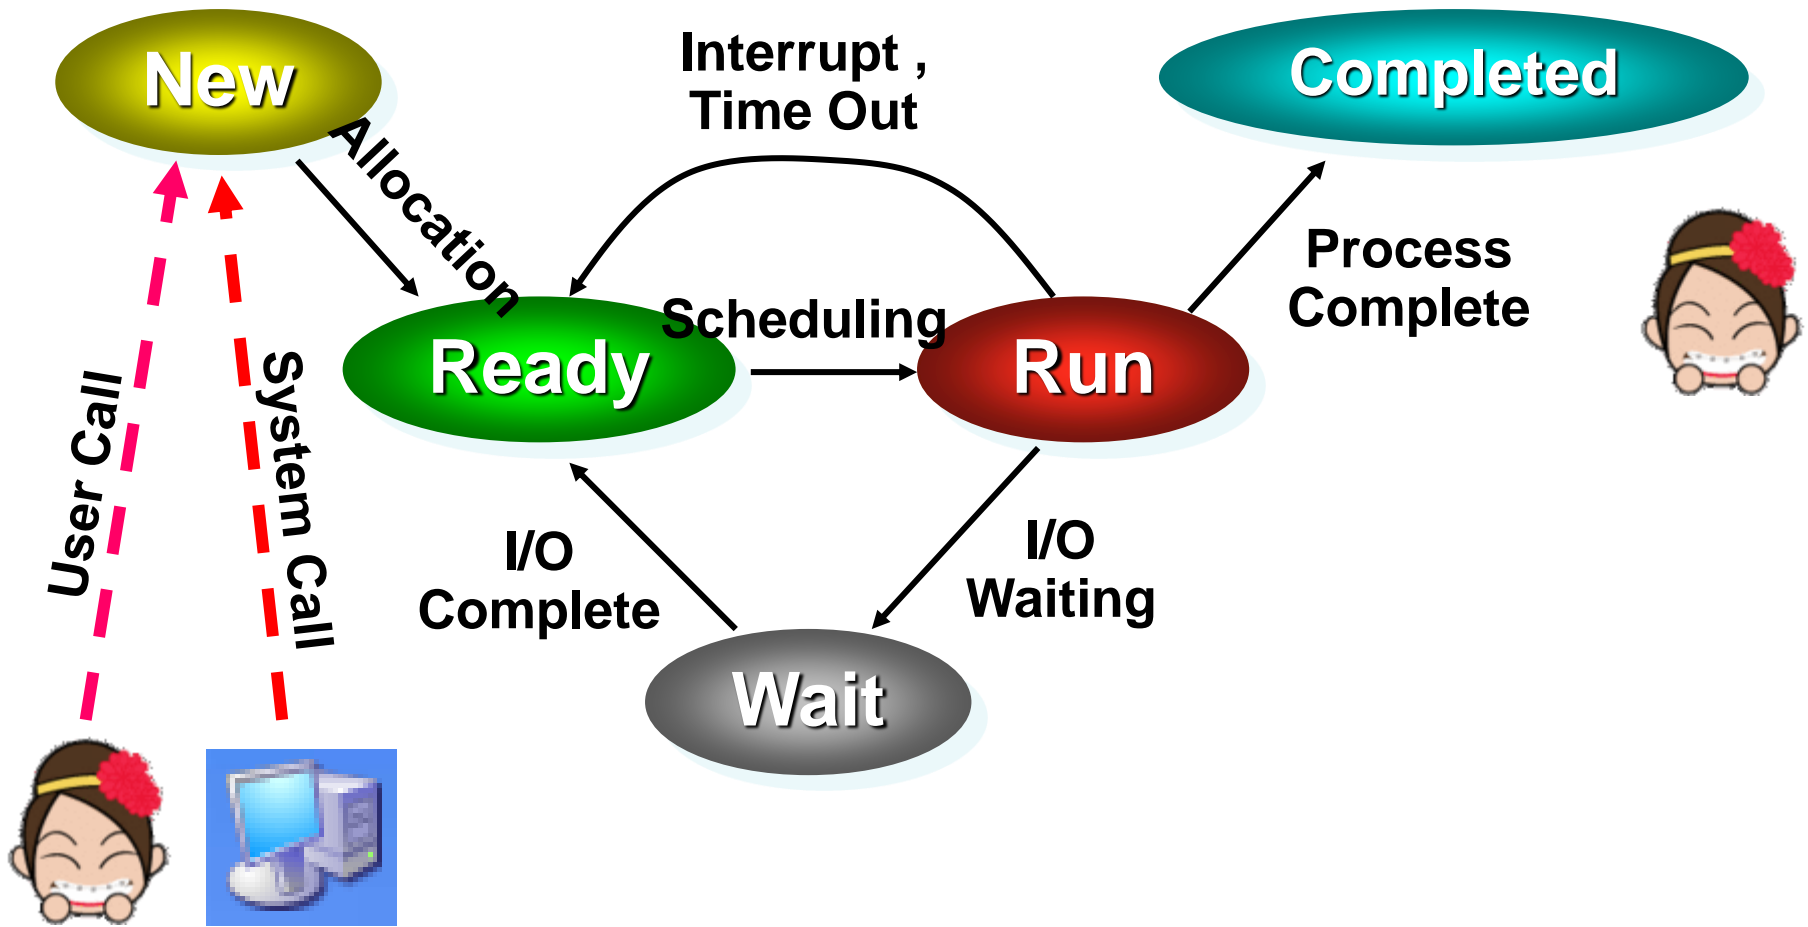 New
Interrupt ,
Time Out
Completed
Allocation
Process
Complete
Scheduling
Ready
Run
User Call
System Call
I/O
Complete
I/O
Waiting
Wait